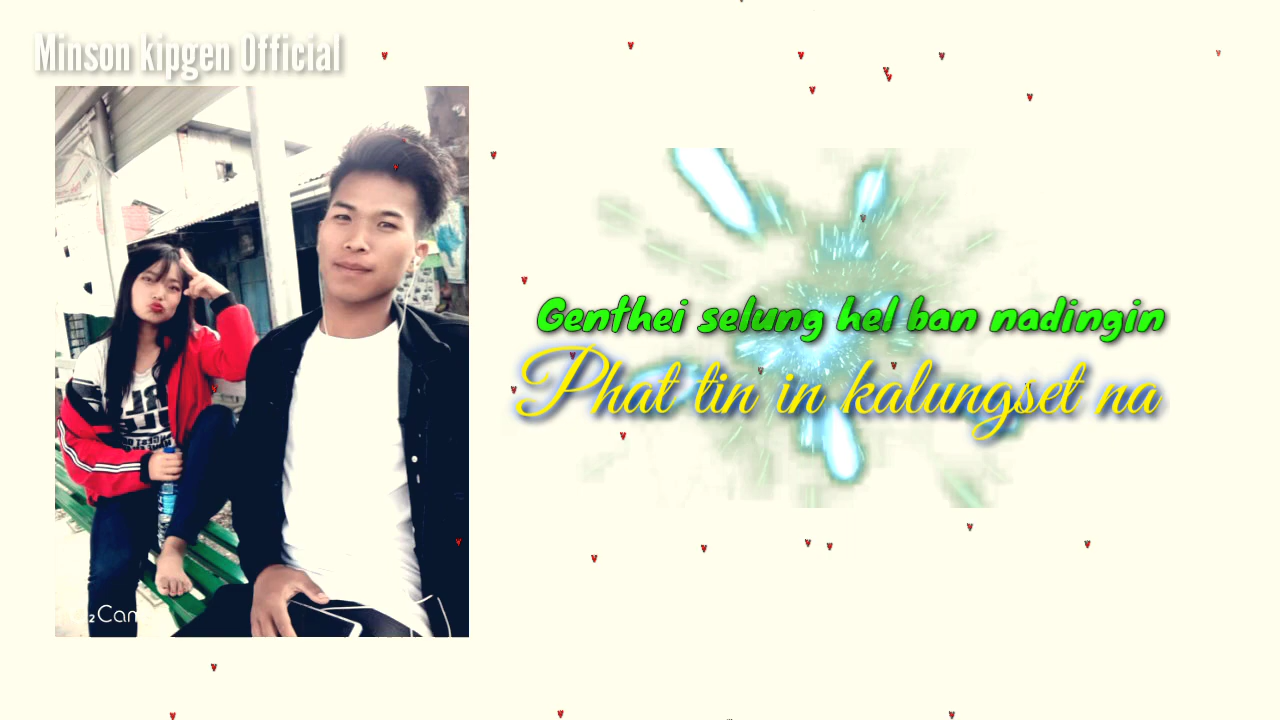 Minson kipgen Official
Genthei selung hel ban nadingin
Phat tin in kalungset na